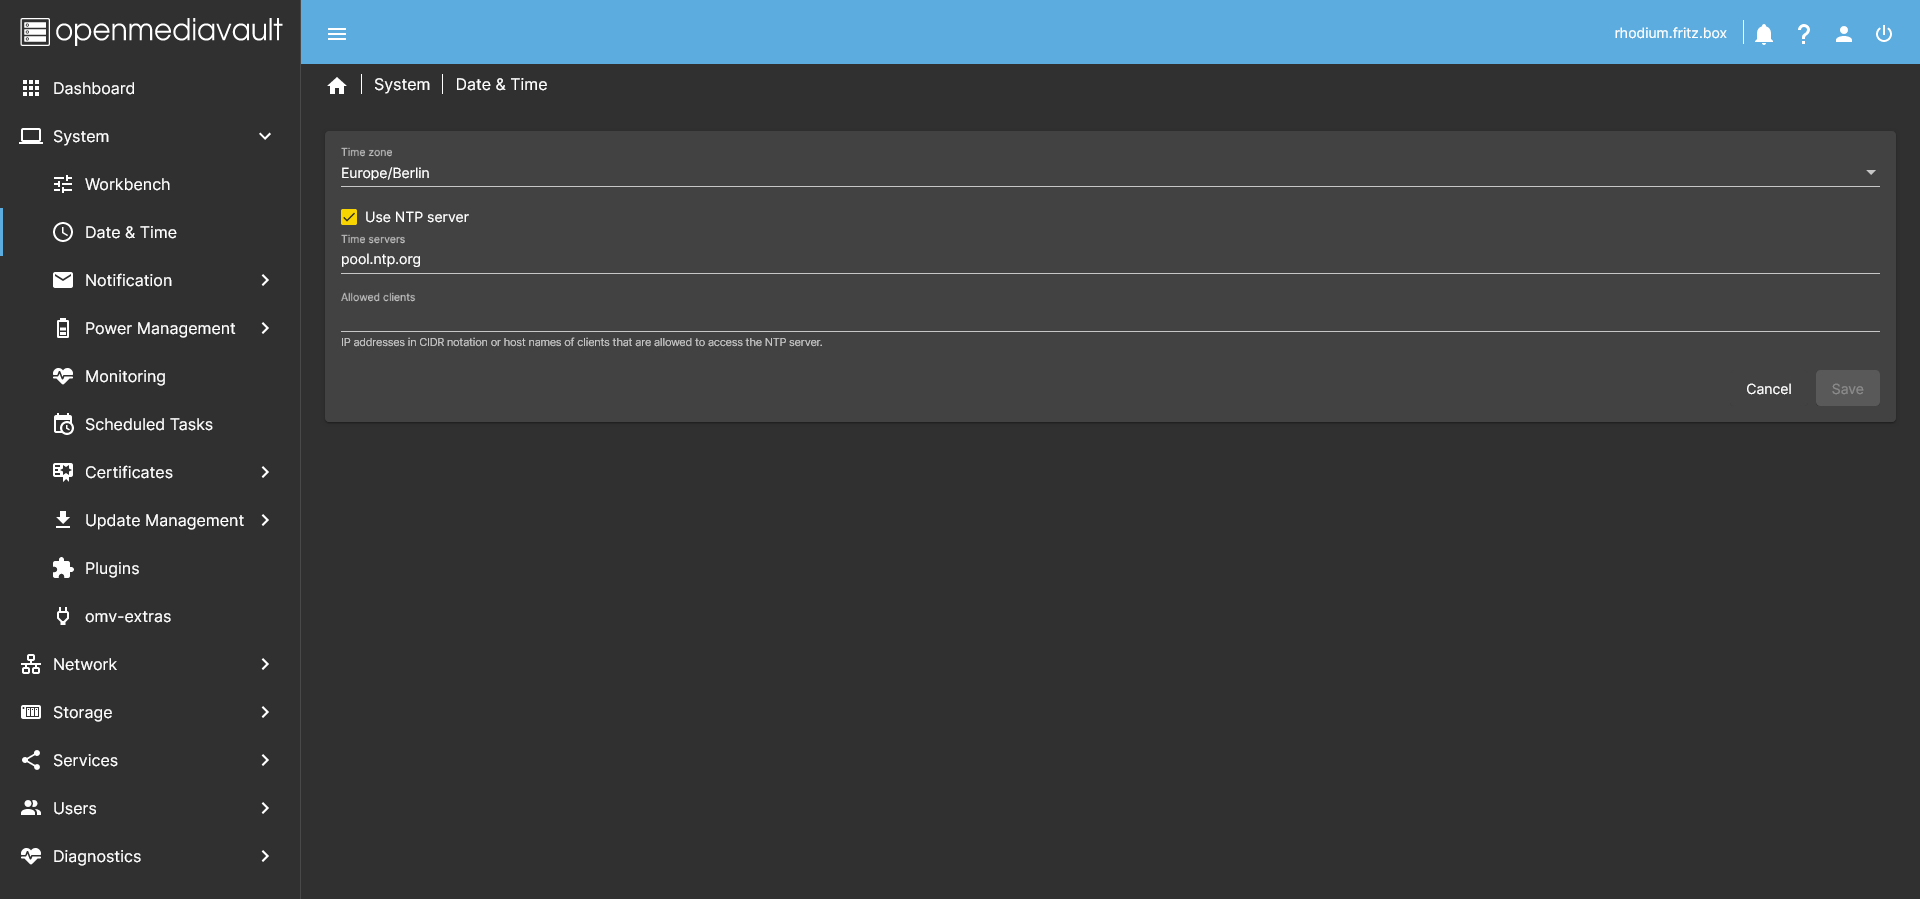 openmediavault
rhodium.fritz.box
Dashboard
System
Workbench
Date & Time
Notification
Power Management
Monitoring
Scheduled Tasks
Certificates
Update Management
Plugins
omv-extras
Network
Storage
Services
Users
Diagnostics
System
Date & Time
Time zone
Europe/Berlin
Use NTP server
Time servers
pool.ntp.org
Allowed clients
IP addresses in CIDR notation or host names of clients that are allowed to access the NTP server.
Cancel
Save